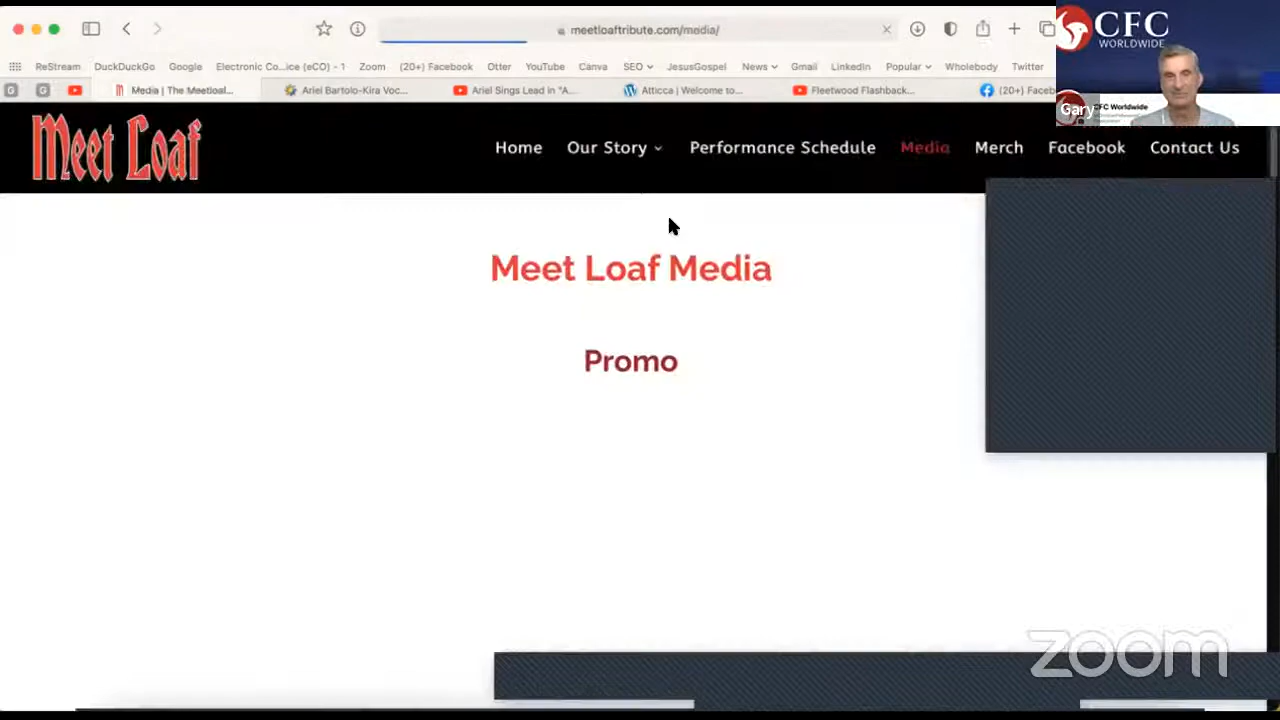 meetloaftribute.com/media/
CFC
WORLDWIDE
ReStream DuckDuckGo Google Electronic Co...ice (eCO) - 1 Zoom (20+) Facebook Otter YouTube Canva SEO JesusGospel News Gmail LinkedIn Popular Wholebody Twitter
G G Media | The Meetloaf... Ariel Bartolo-Kira Voc... Ariel Sings Lead in "A... Atticca | Welcome to... Fleetwood Flashback... (20+) Faceb
Gary
CFC Worldwide
Meet Loaf
Home Our Story Performance Schedule Media Merch Facebook Contact Us
Meet Loaf Media
Promo
zoom